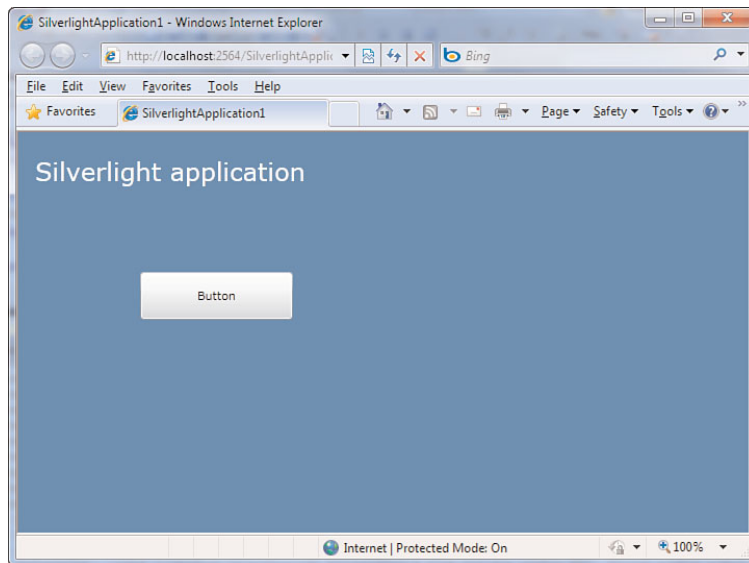 SilverlightApplication1 - Windows Internet Explorer
http://localhost:2564/SilverlightApplic
Bing
File Edit View Favorites Tools Help
Favorites SilverlightApplication1 Page Safety Tools
Silverlight application
Button
Internet | Protected Mode: On 100%